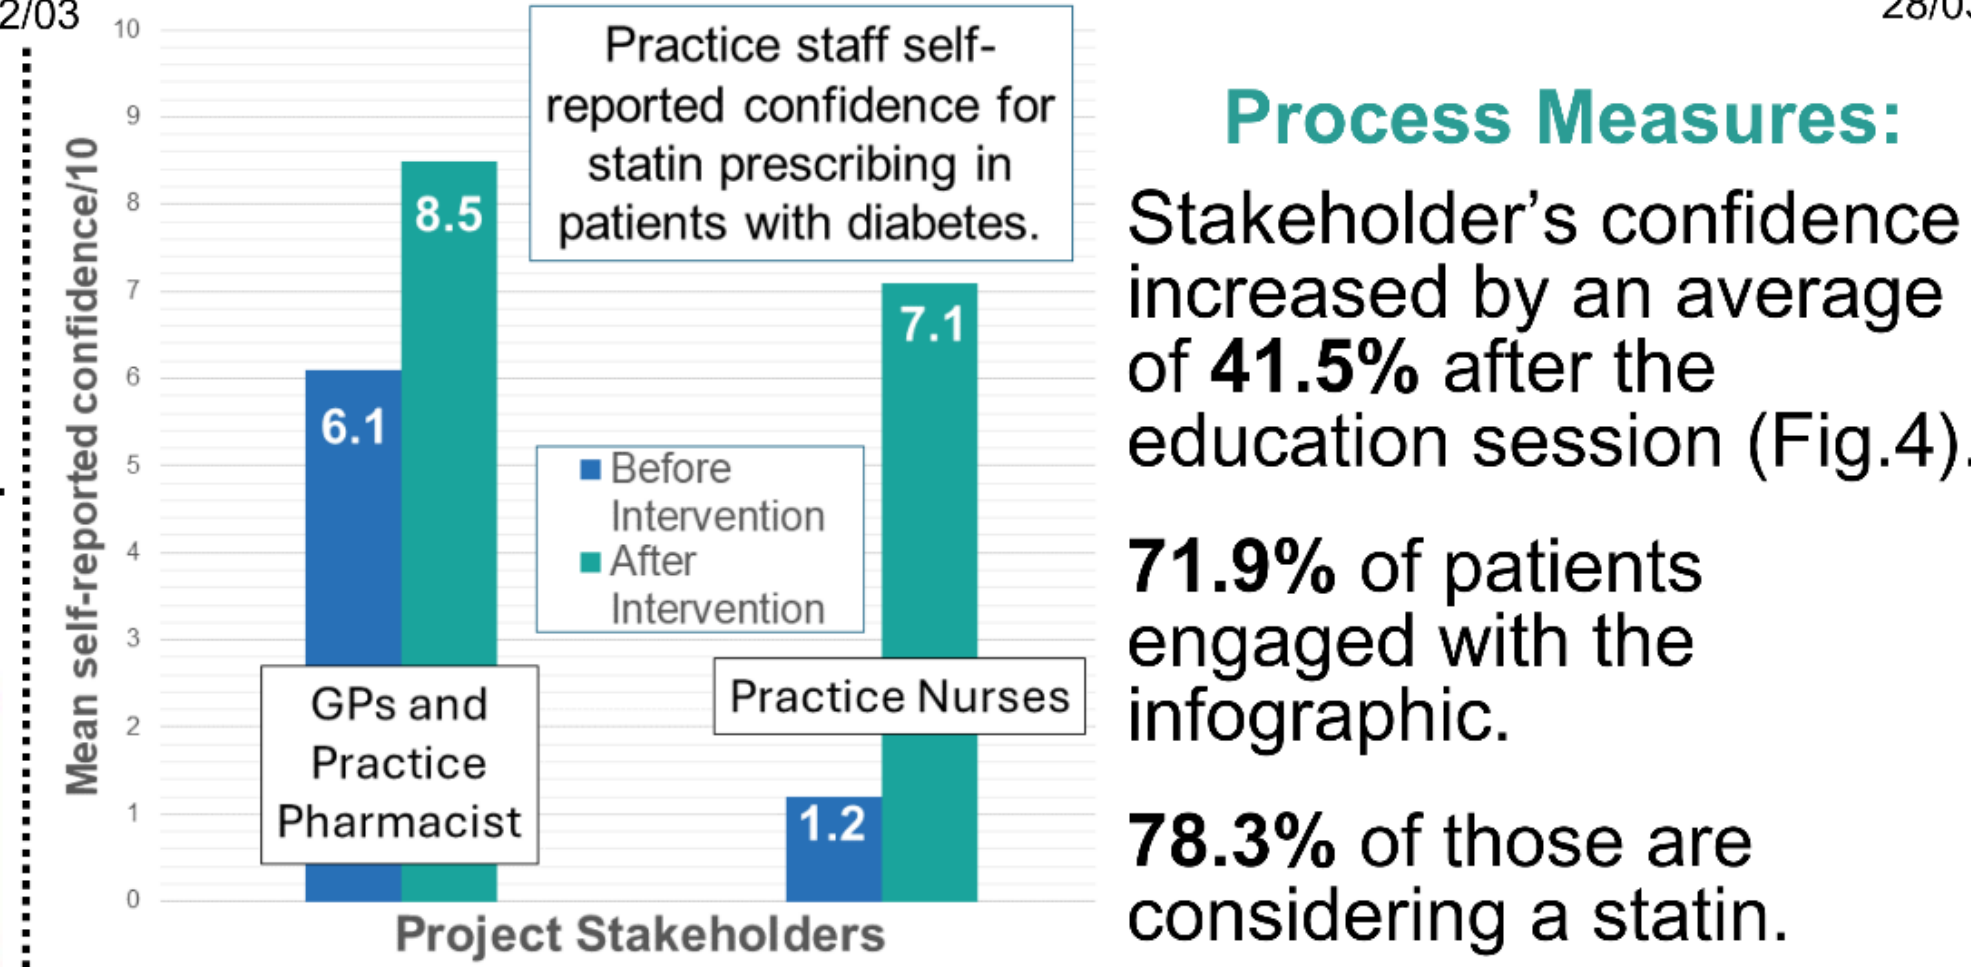 2/03
28/03
10
9
8
7
6
5
4
3
2
1
0
Mean self-reported confidence/10
Practice staff self-
reported confidence for
statin prescribing in
patients with diabetes.
8.5
6.1
7.1
1.2
Before
Intervention
After
Intervention
GPs and
Practice
Pharmacist
Practice Nurses
Project Stakeholders
Process Measures:
Stakeholder’s confidence
increased by an average
of 41.5% after the
education session (Fig.4).
71.9% of patients
engaged with the
infographic.
78.3% of those are
considering a statin.